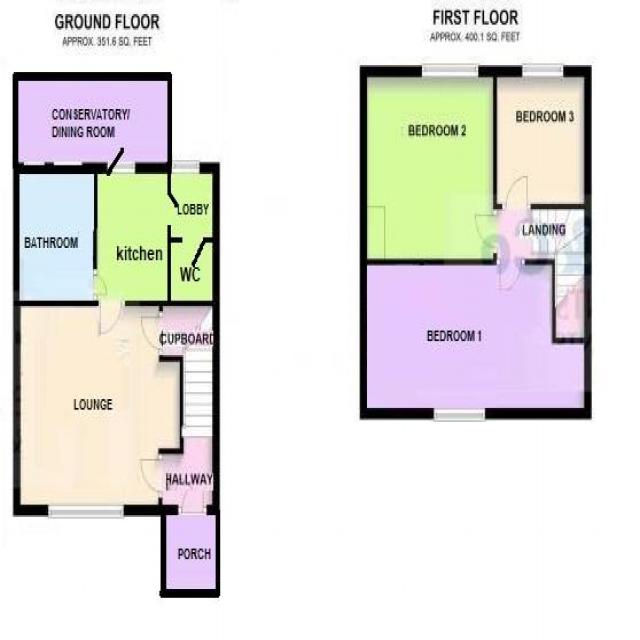 GROUND FLOOR
APPROX. 351.6 SQ. FEET
CONSERVATORY/
DINING ROOM
LOBBY
BATHROOM
kitchen
WC
CUPBOARD
LOUNGE
HALLWAY
PORCH
FIRST FLOOR
APPROX. 400.1 SQ. FEET
BEDROOM 2
BEDROOM 3
LANDING
BEDROOM 1